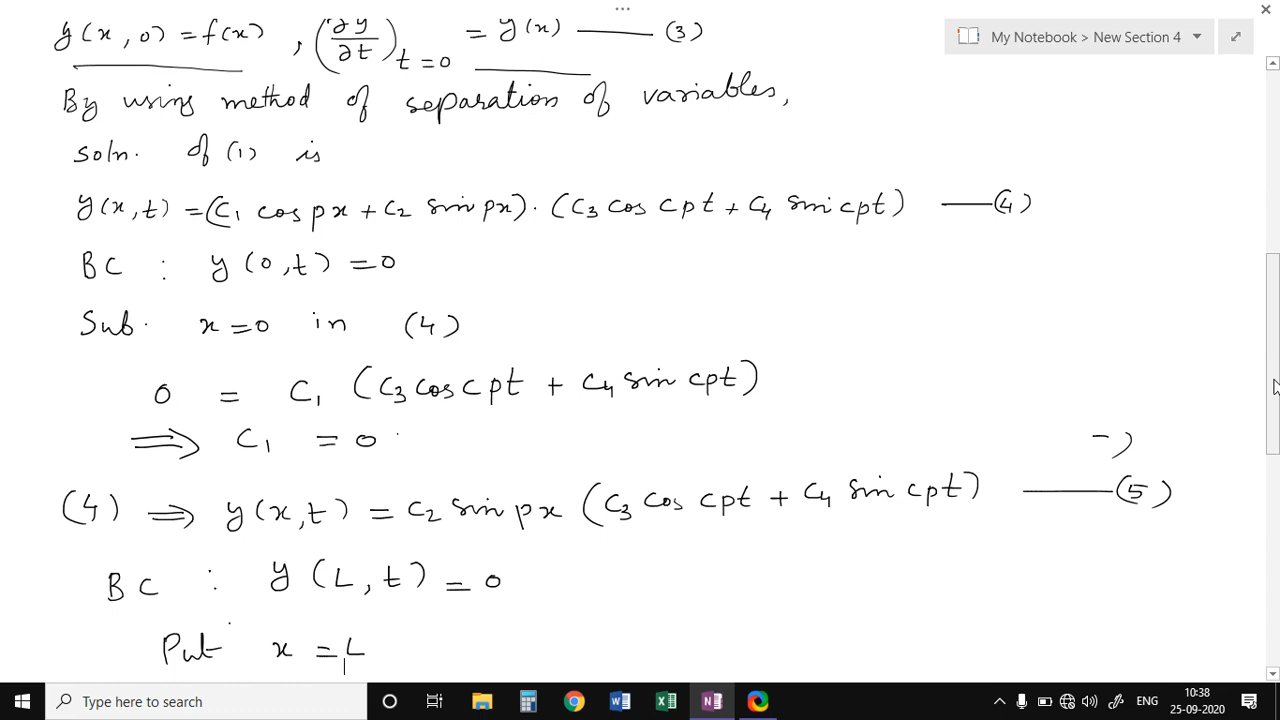 y(x,0) = f(x), (∂y/∂t)t=0 = y(x) —— (3)
My Notebook > New Section 4
By using method of separation of variables,
soln. of (1) is
y(x,t) = (C1 cos px + C2 sin px) · (C3 cos cpt + C4 sin cpt) —— (4)
BC : y(0,t) = 0
Sub. x = 0 in (4)
0 = C1 (C3 cos cpt + C4 sin cpt)
⟹ C1 = 0
(4) ⟹ y(x,t) = C2 sin px (C3 cos cpt + C4 sin cpt) —— (5)
BC : y(L,t) = 0
Put x = L
Type here to search
ENG
10:38
25-09-2020